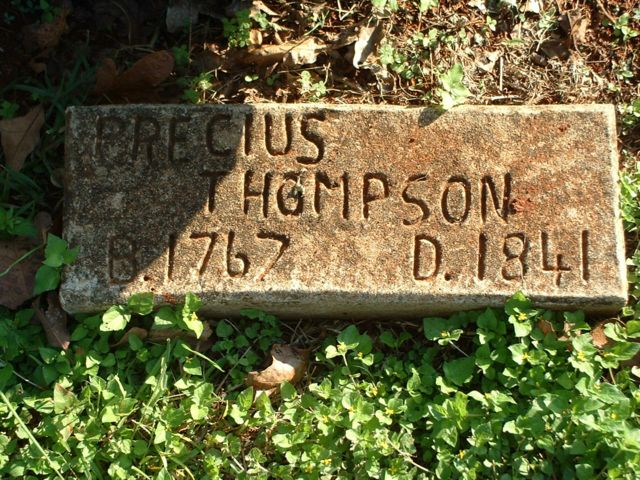 PRECIUS
THOMPSON
B. 1767 D. 1841